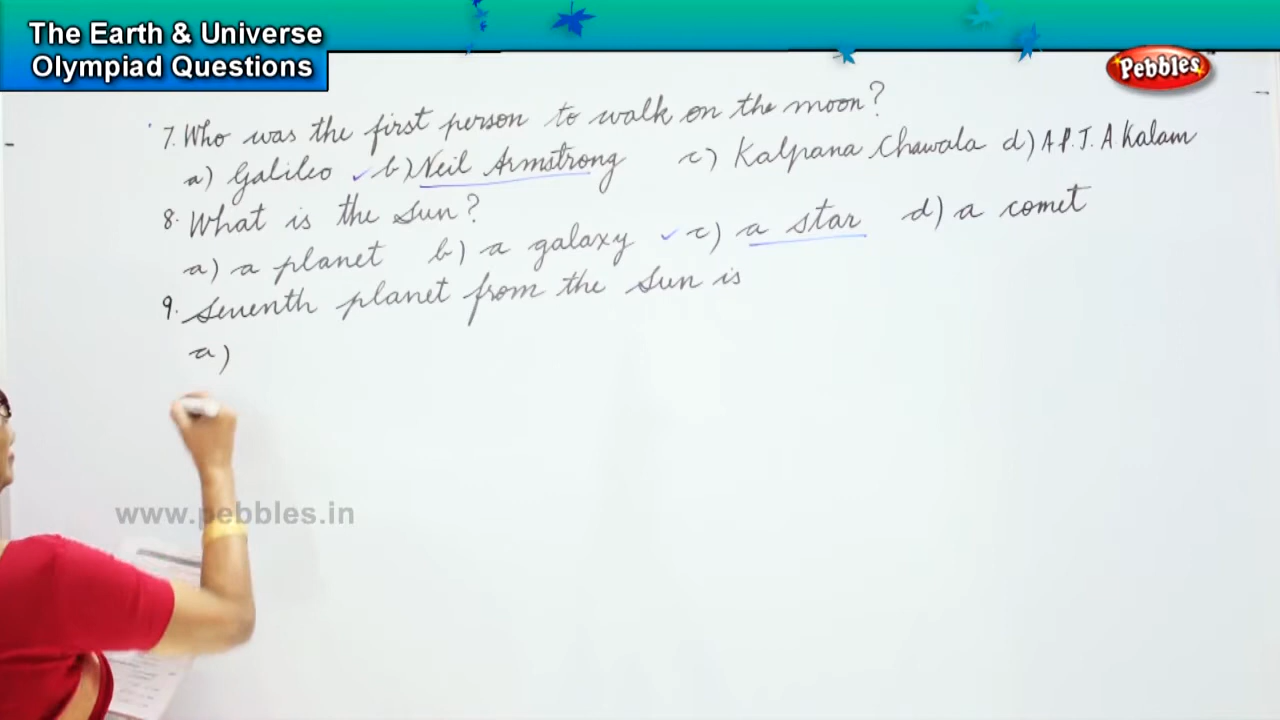 The Earth & Universe
Olympiad Questions
Pebbles
7. Who was the first person to walk on the moon?
a) Galileo ✓ b) Neil Armstrong c) Kalpana Chawala d) A P. J. A. Kalam
8. What is the Sun?
a) a planet b) a galaxy ✓ c) a star d) a comet
9. Seventh planet from the Sun is
a)
www.pebbles.in